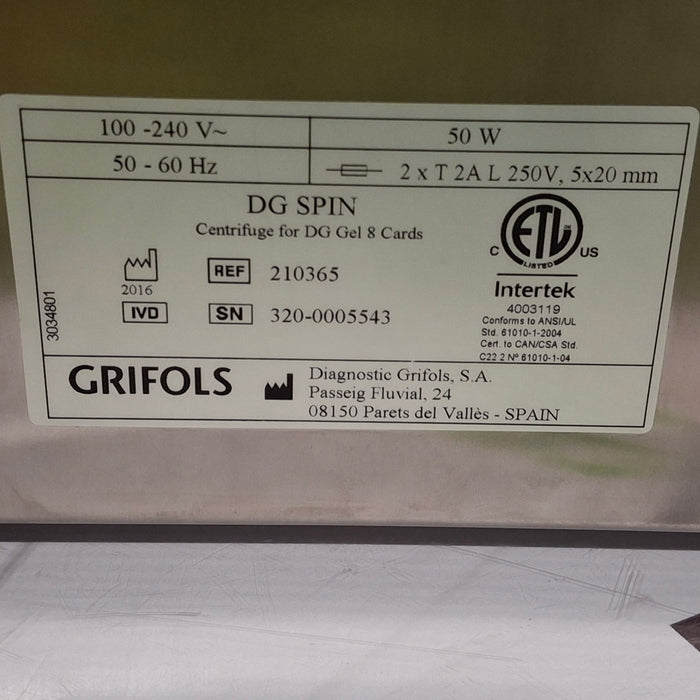 100 -240 V~
50 W
50 - 60 Hz
2 x T 2A L 250V, 5x20 mm
DG SPIN
Centrifuge for DG Gel 8 Cards
2016
REF 210365
IVD
SN 320-0005543
3034801
C ETL US
LISTED
Intertek
4003119
Conforms to ANSI/UL
Std. 61010-1-2004
Cert. to CAN/CSA Std.
C22 2 Nº 61010-1-04
GRIFOLS
Diagnostic Grifols, S.A.
Passeig Fluvial, 24
08150 Parets del Vallès - SPAIN